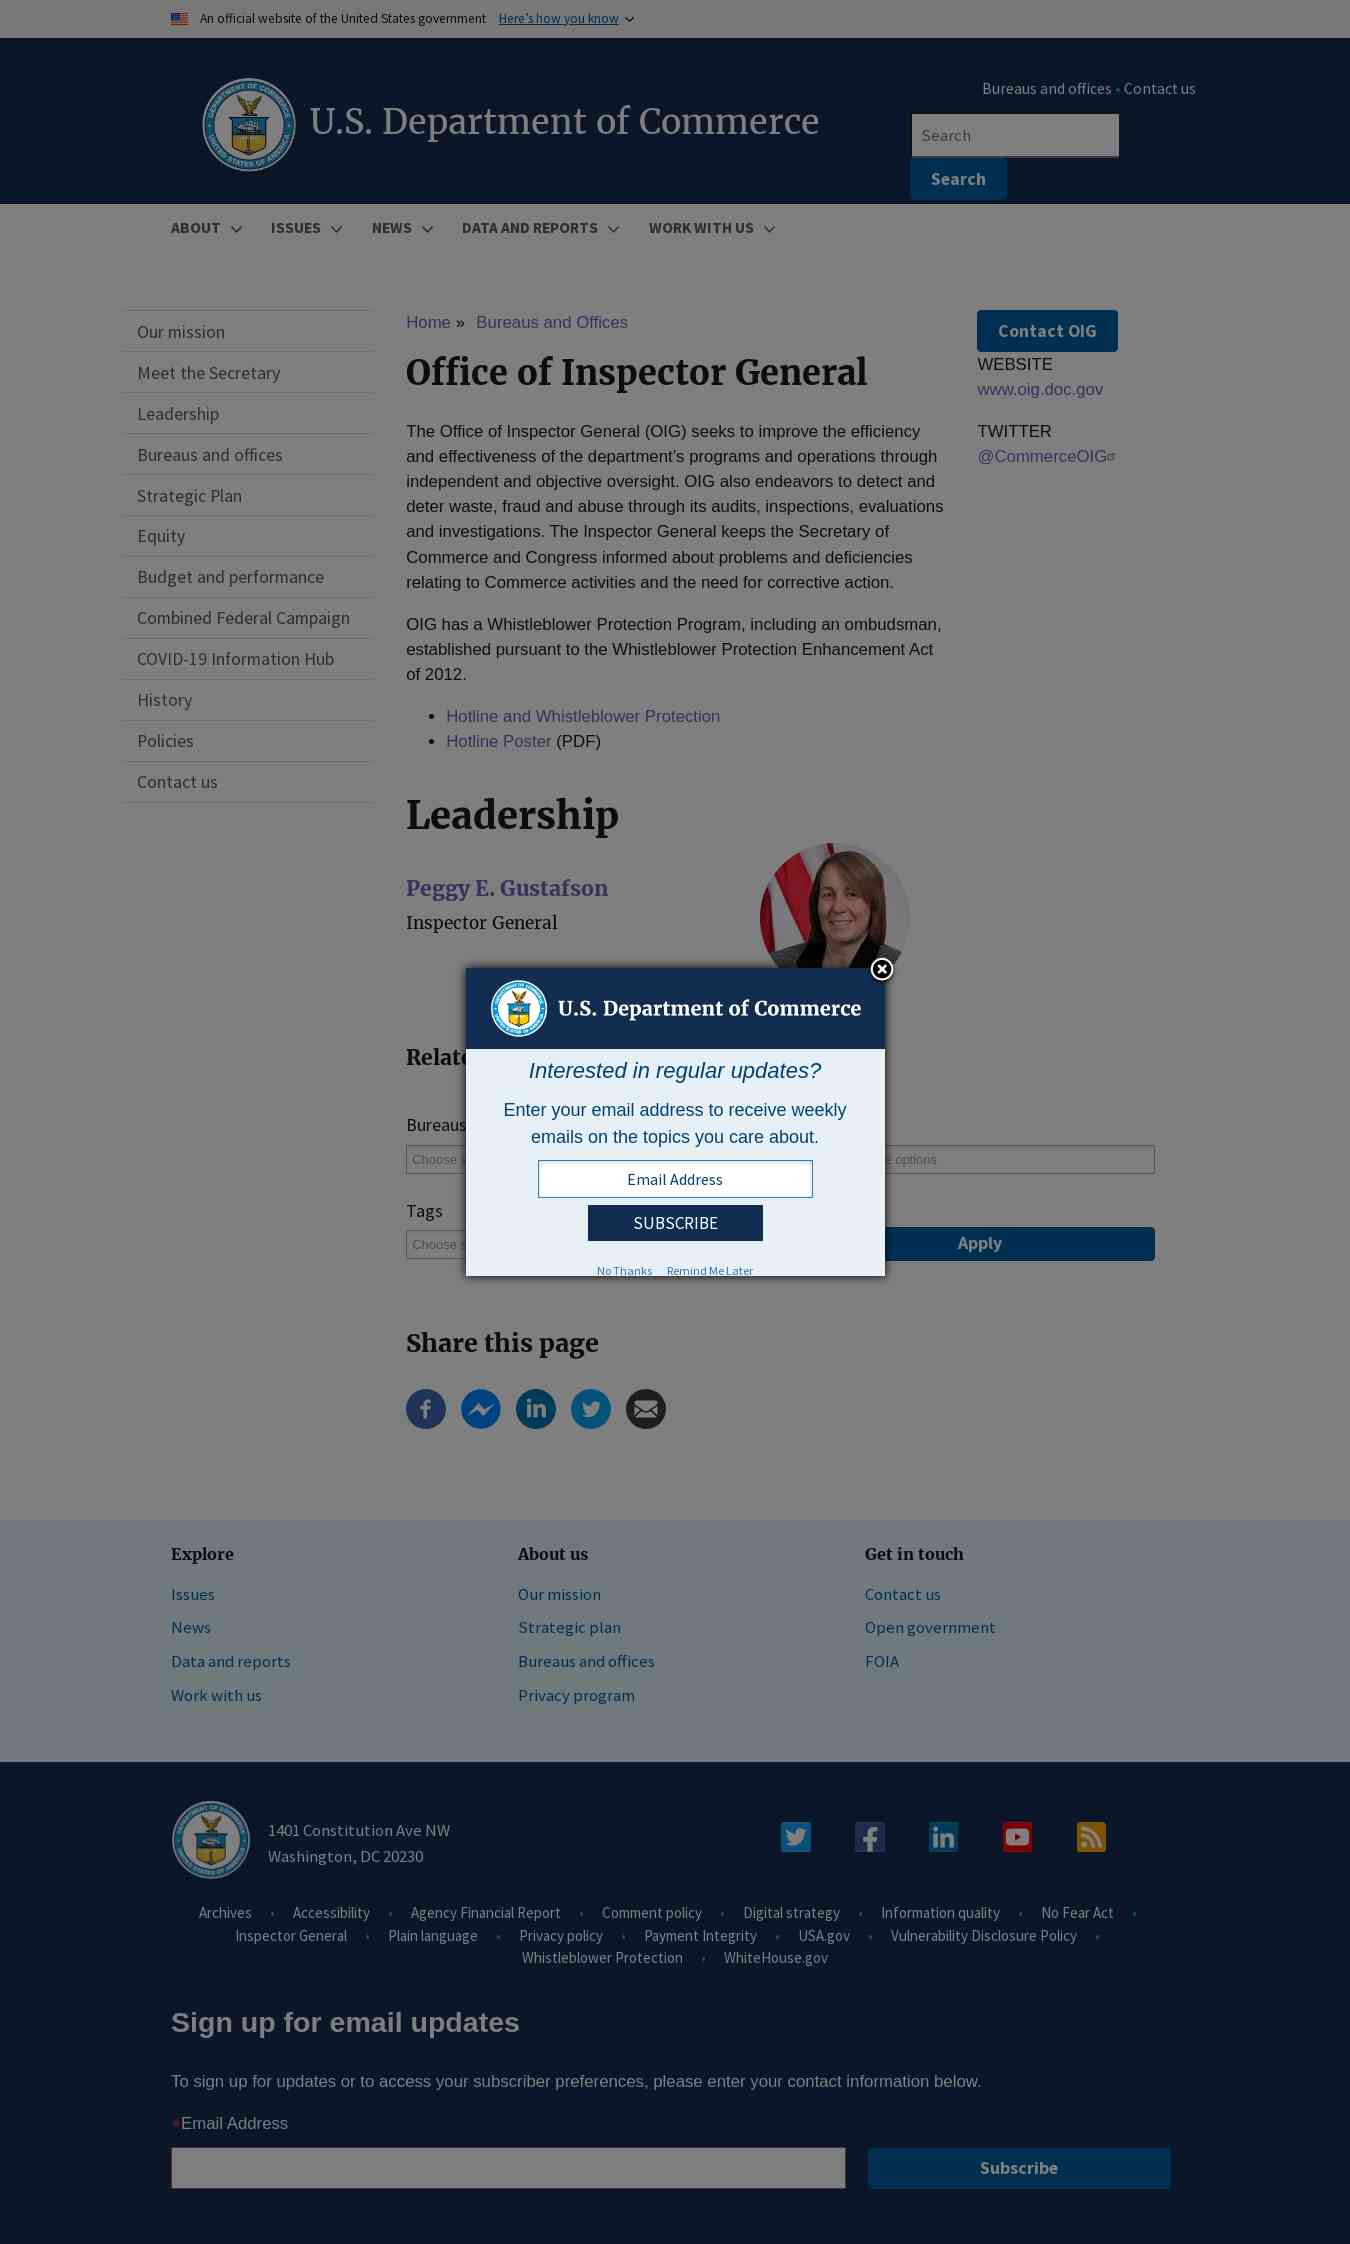 An official website of the United States government Here’s how you know
Bureaus and offices • Contact us
U.S. Department of Commerce
Search
Search
ABOUT ISSUES NEWS DATA AND REPORTS WORK WITH US
Our mission
Meet the Secretary
Leadership
Bureaus and offices
Strategic Plan
Equity
Budget and performance
Combined Federal Campaign
COVID-19 Information Hub
History
Policies
Contact us
Home » Bureaus and Offices
Office of Inspector General
The Office of Inspector General (OIG) seeks to improve the efficiency
and effectiveness of the department’s programs and operations through
independent and objective oversight. OIG also endeavors to detect and
deter waste, fraud and abuse through its audits, inspections, evaluations
and investigations. The Inspector General keeps the Secretary of
Commerce and Congress informed about problems and deficiencies
relating to Commerce activities and the need for corrective action.
OIG has a Whistleblower Protection Program, including an ombudsman,
established pursuant to the Whistleblower Protection Enhancement Act
of 2012.
• Hotline and Whistleblower Protection
• Hotline Poster (PDF)
Contact OIG
WEBSITE
www.oig.doc.gov
TWITTER
@CommerceOIG
Leadership
Peggy E. Gustafson
Inspector General
U.S. Department of Commerce
Interested in regular updates?
Enter your email address to receive weekly
emails on the topics you care about.
Email Address
SUBSCRIBE
No Thanks Remind Me Later
Bureaus
Choose
options
Tags
Choose
Apply
Share this page
Explore
Issues
News
Data and reports
Work with us
About us
Our mission
Strategic plan
Bureaus and offices
Privacy program
Get in touch
Contact us
Open government
FOIA
1401 Constitution Ave NW
Washington, DC 20230
Archives • Accessibility • Agency Financial Report • Comment policy • Digital strategy • Information quality • No Fear Act •
Inspector General • Plain language • Privacy policy • Payment Integrity • USA.gov • Vulnerability Disclosure Policy •
Whistleblower Protection • WhiteHouse.gov
Sign up for email updates
To sign up for updates or to access your subscriber preferences, please enter your contact information below.
*Email Address
Subscribe